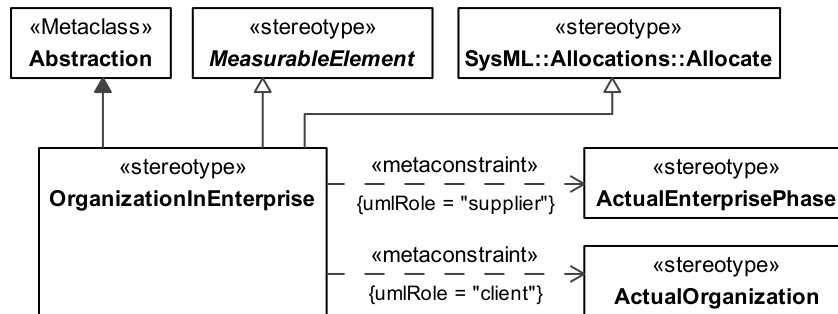 «Metaclass»
Abstraction
«stereotype»
MeasurableElement
«stereotype»
SysML::Allocations::Allocate
«stereotype»
OrganizationInEnterprise
«metaconstraint»
{umlRole = "supplier"}
«stereotype»
ActualEnterprisePhase
«metaconstraint»
{umlRole = "client"}
«stereotype»
ActualOrganization